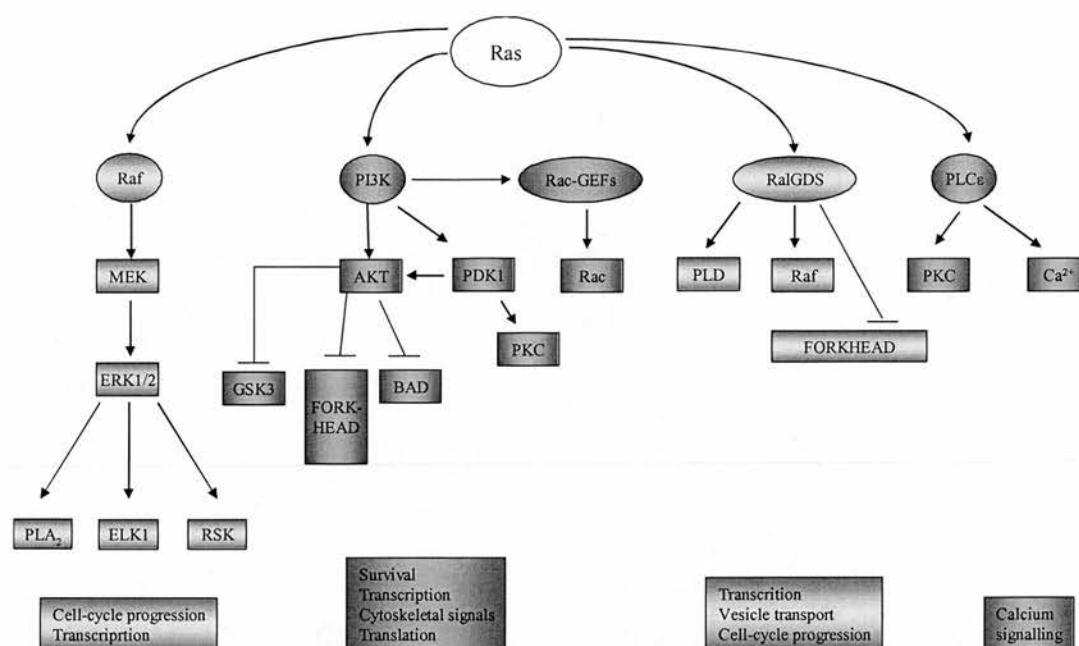 Ras
Raf
PI3K
Rac-GEFs
RalGDS
PLCε
MEK
AKT
PDK1
Rac
PLD
Raf
PKC
Ca²⁺
PKC
FORKHEAD
ERK1/2
GSK3
FORK-
HEAD
BAD
PLA₂
ELK1
RSK
Cell-cycle progression
Transcriprtion
Survival
Transcription
Cytoskeletal signals
Translation
Transcrition
Vesicle transport
Cell-cycle progression
Calcium
signalling